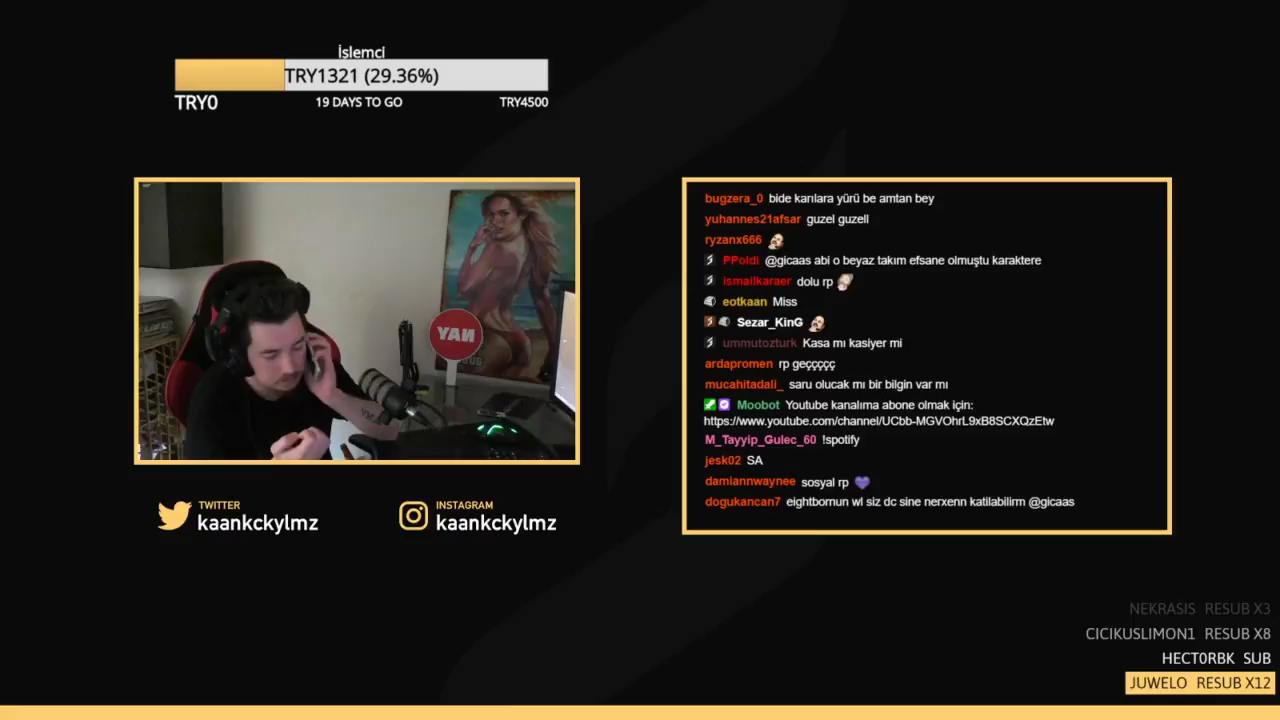 İşlemci
TRY1321 (29.36%)
TRY0 19 DAYS TO GO TRY4500
YAN
bugzera_0 bide karılara yürü be amtan bey
yuhannes21afsar guzel guzell
ryzanx666
PPoldi @gicaas abi o beyaz takım efsane olmuştu karaktere
ismailkaraer dolu rp
eotkaan Miss
Sezar_KinG
ummutozturk Kasa mı kasiyer mi
ardapromen rp geççççç
mucahitadali_ saru olucak mı bir bilgin var mı
Moobot Youtube kanalıma abone olmak için:
https://www.youtube.com/channel/UCbb-MGVOhrL9xB8SCXQzEtw
M_Tayyip_Gulec_60 !spotify
jesk02 SA
damiannwaynee sosyal rp
dogukancan7 eightbornun wl siz dc sine nerxenn katilabilirm @gicaas
TWITTER
kaankckylmz
INSTAGRAM
kaankckylmz
NEKRASIS RESUB X3
CICIKUSLIMON1 RESUB X8
HECT0RBK SUB
JUWELO RESUB X12